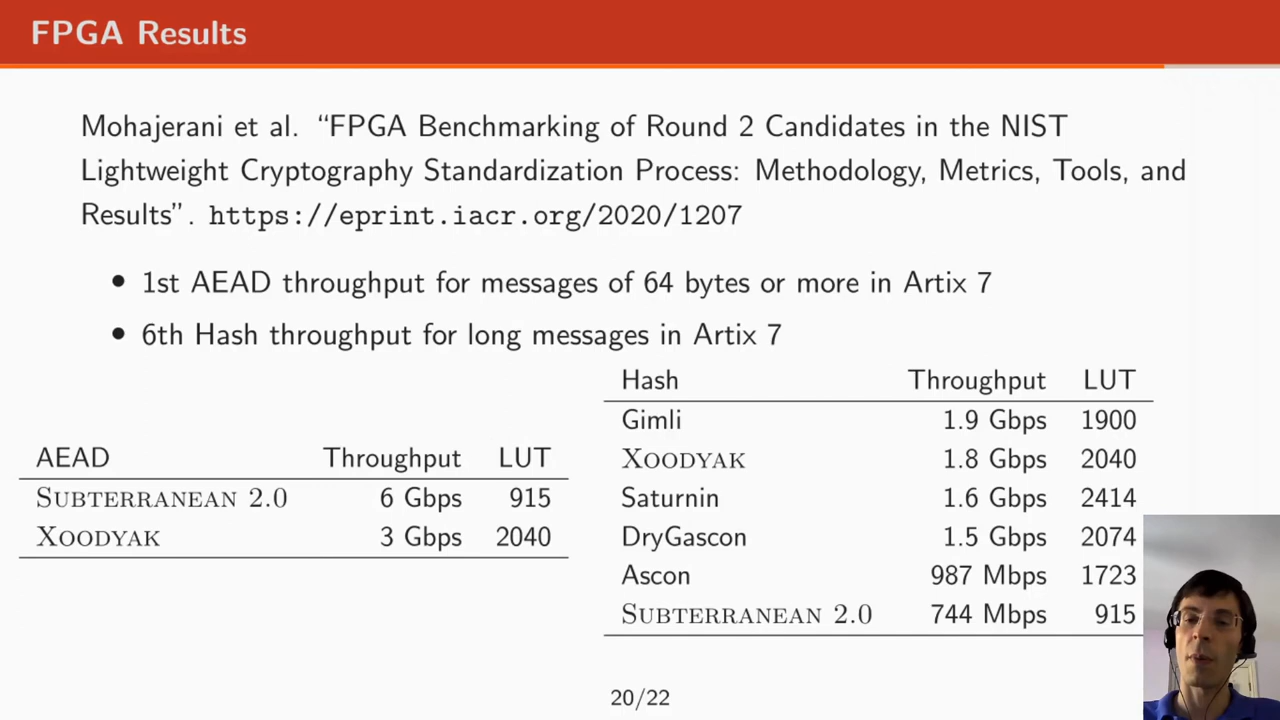 FPGA Results
Mohajerani et al. “FPGA Benchmarking of Round 2 Candidates in the NIST
Lightweight Cryptography Standardization Process: Methodology, Metrics, Tools, and
Results”. https://eprint.iacr.org/2020/1207
• 1st AEAD throughput for messages of 64 bytes or more in Artix 7
• 6th Hash throughput for long messages in Artix 7
AEAD Throughput LUT
SUBTERRANEAN 2.0 6 Gbps 915
XOODYAK 3 Gbps 2040
Hash Throughput LUT
Gimli 1.9 Gbps 1900
XOODYAK 1.8 Gbps 2040
Saturnin 1.6 Gbps 2414
DryGascon 1.5 Gbps 2074
Ascon 987 Mbps 1723
SUBTERRANEAN 2.0 744 Mbps 915
20/22